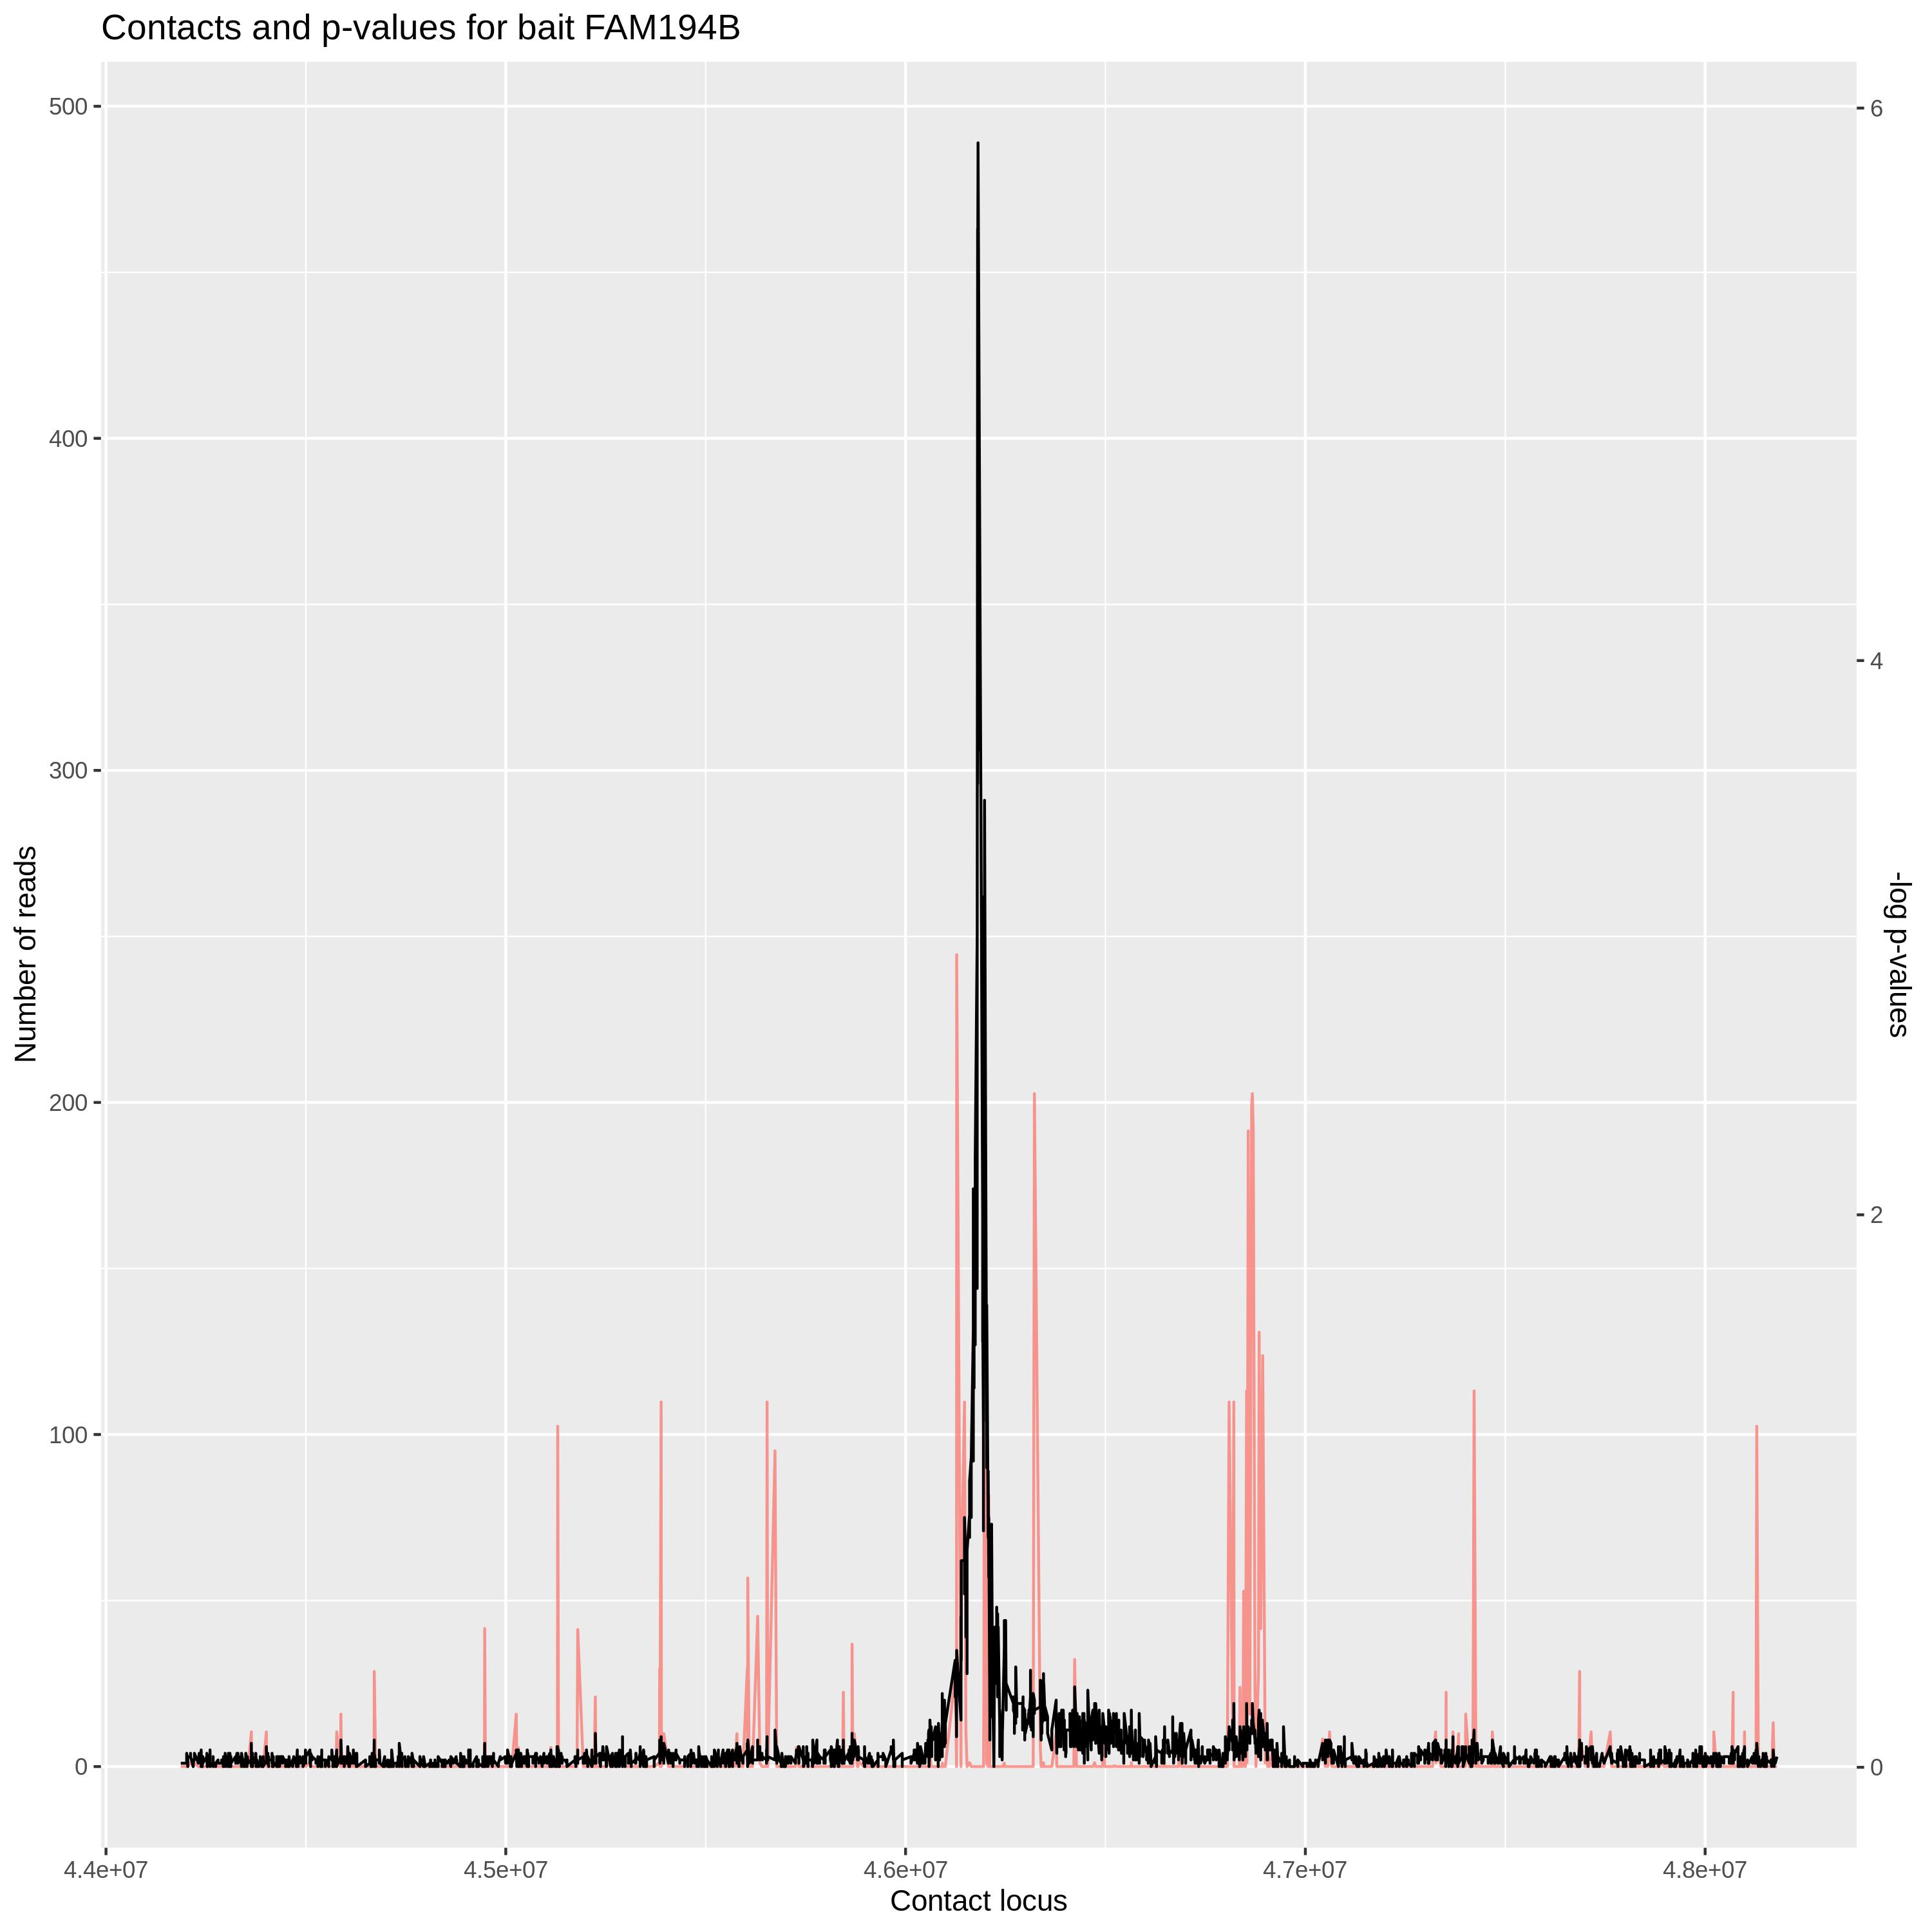 Contacts and p-values for bait FAM194B
500
400
300
200
100
0
Number of reads
6
4
2
0
-log p-values
4.4e+07
4.5e+07
4.6e+07
4.7e+07
4.8e+07
Contact locus